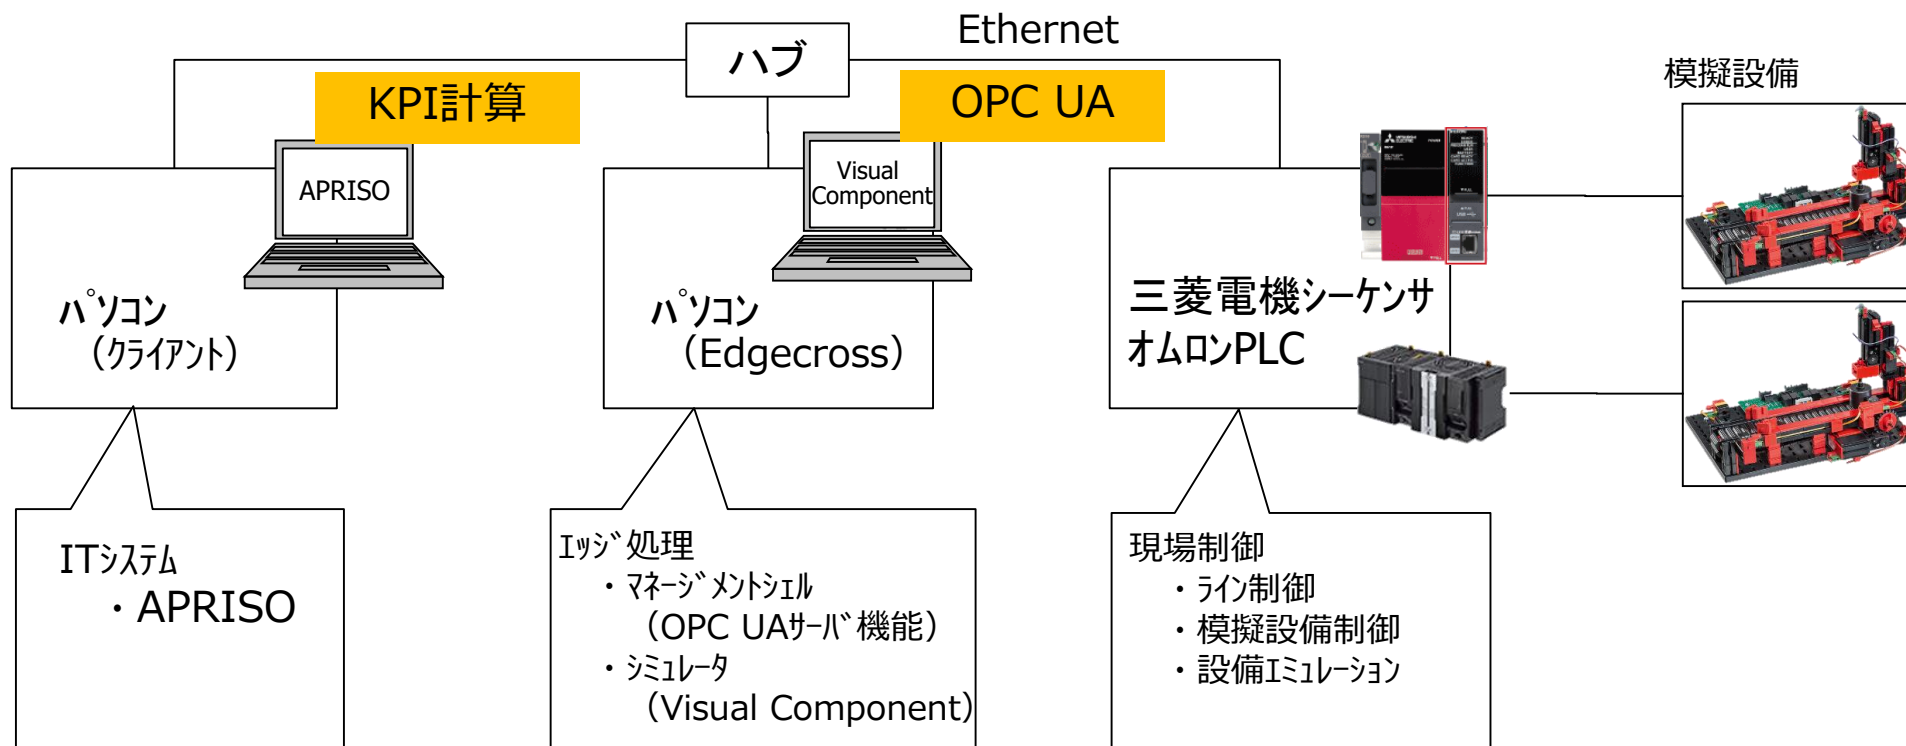 Ethernet
ハブ
KPI計算
OPC UA
模擬設備
APRISO
Visual
Component
MITSUBISHI
ELECTRIC
ﾊﾟｿｺﾝ
（ｸﾗｲｱﾝﾄ）
ﾊﾟｿｺﾝ
（Edgecross）
三菱電機ｼｰｹﾝｻ
ｵﾑﾛﾝPLC
ITｼｽﾃﾑ
・APRISO
ｴｯｼﾞ処理
・ﾏﾈｰｼﾞﾒﾝﾄｼｪﾙ
（OPC UAｻｰﾊﾞ機能）
・ｼﾐｭﾚｰﾀ
（Visual Component）
現場制御
・ﾗｲﾝ制御
・模擬設備制御
・設備ｴﾐｭﾚｰｼｮﾝ